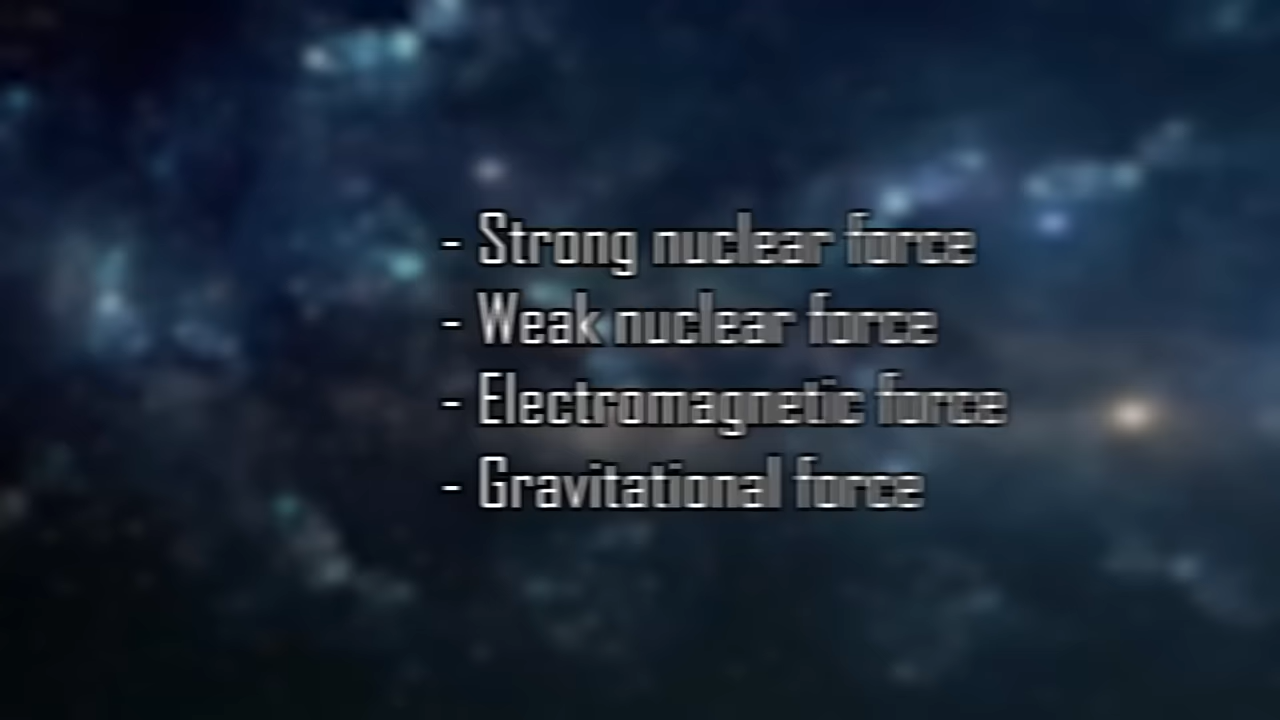 - Strong nuclear force
- Weak nuclear force
- Electromagnetic force
- Gravitational force